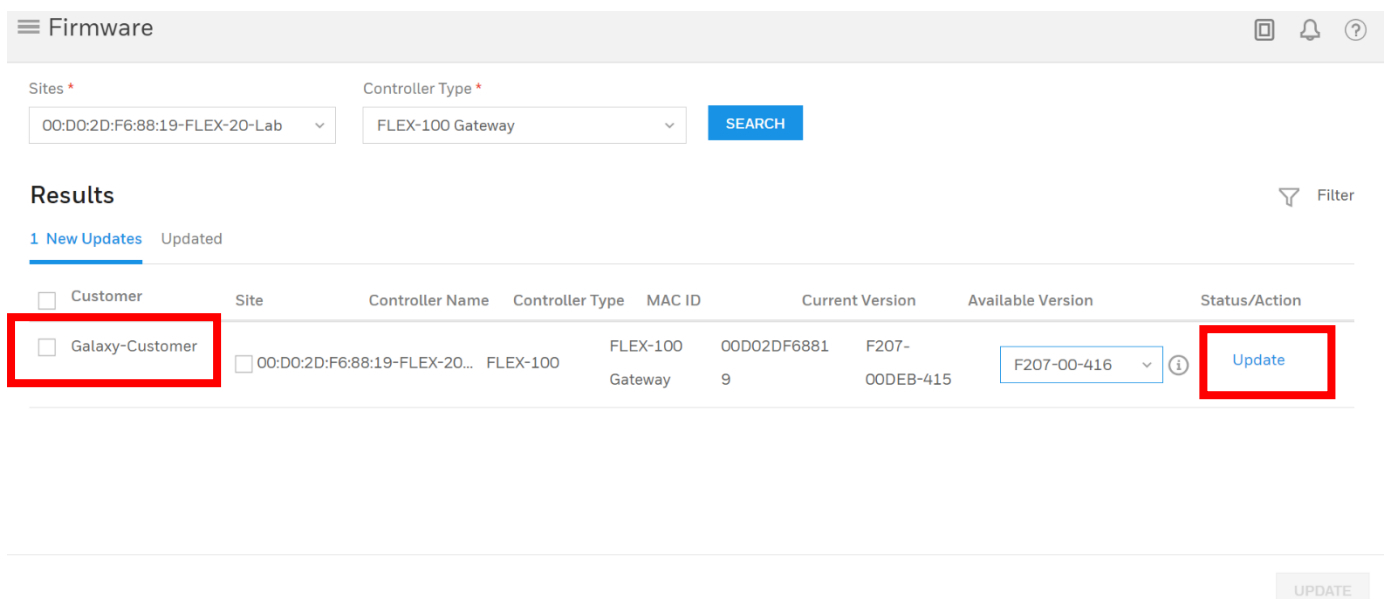 Firmware
Sites * Controller Type *
00:D0:2D:F6:88:19-FLEX-20-Lab FLEX-100 Gateway SEARCH
Results
Filter
1 New Updates Updated
Customer Site Controller Name Controller Type MAC ID Current Version Available Version Status/Action
Galaxy-Customer 00:D0:2D:F6:88:19-FLEX-20... FLEX-100 FLEX-100 00D02DF6881 F207- F207-00-416 Update
Gateway 9 00DEB-415
UPDATE